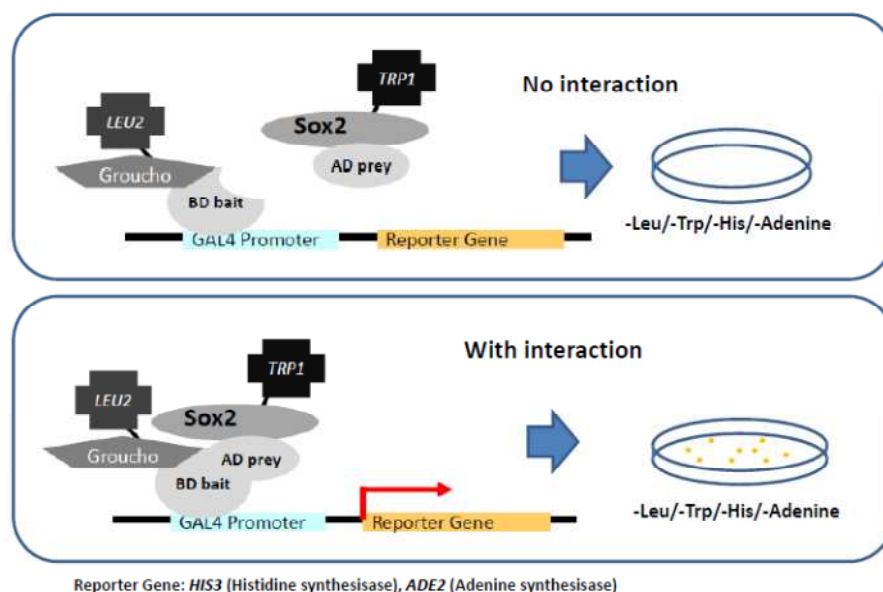 TRP1
No interaction
LEU2
Sox2
Groucho
AD prey
BD bait
-Leu/-Trp/-His/-Adenine
GAL4 Promoter
Reporter Gene
With interaction
TRP1
LEU2
Sox2
Groucho
AD prey
BD bait
-Leu/-Trp/-His/-Adenine
GAL4 Promoter
Reporter Gene
Reporter Gene: HIS3 (Histidine synthesisase), ADE2 (Adenine synthesisase)